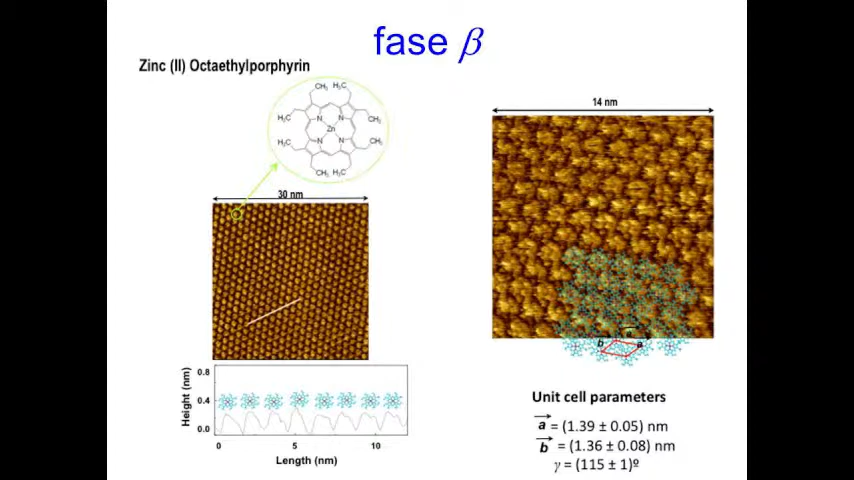 fase β
Zinc (II) Octaethylporphyrin
CH₃ H₃C
H₃C CH₃
N N
Zn
N N
H₃C CH₃
CH₃ H₃C
30 nm
14 nm
a
b a
Height (nm)
0.8
0.4
0.0
0 5 10
Length (nm)
Unit cell parameters
a = (1.39 ± 0.05) nm
b = (1.36 ± 0.08) nm
γ = (115 ± 1)º